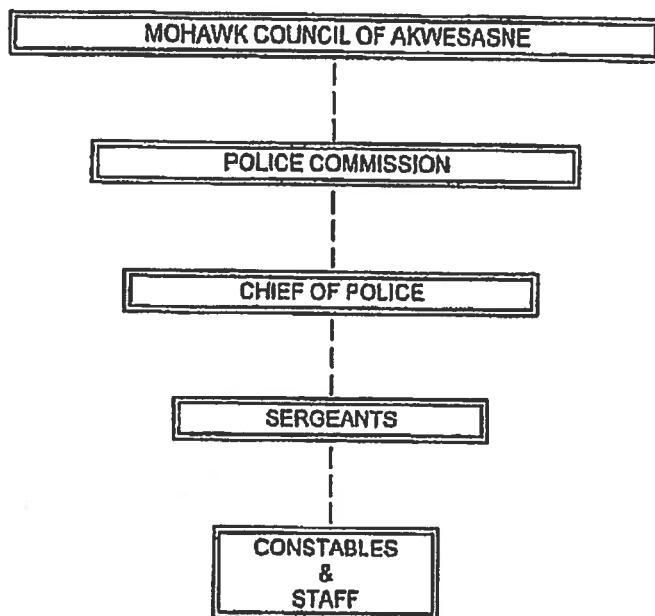 MOHAWK COUNCIL OF AKWESASNE
POLICE COMMISSION
CHIEF OF POLICE
SERGEANTS
CONSTABLES
&
STAFF